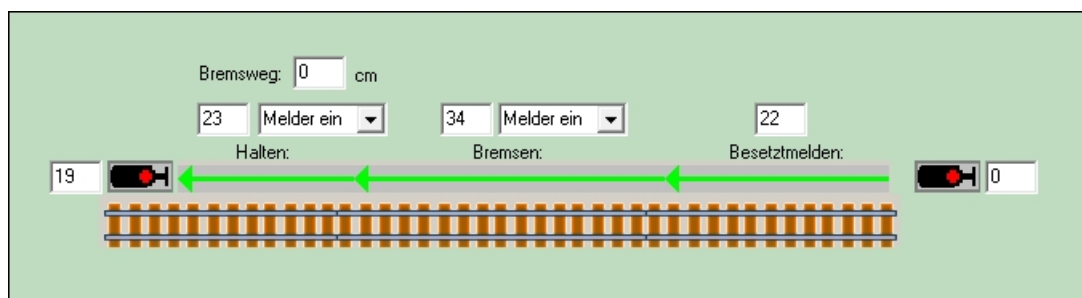 Bremsweg: 0 cm
23 Melder ein 34 Melder ein 22
Halten: Bremsen: Besetztmelden:
19 0